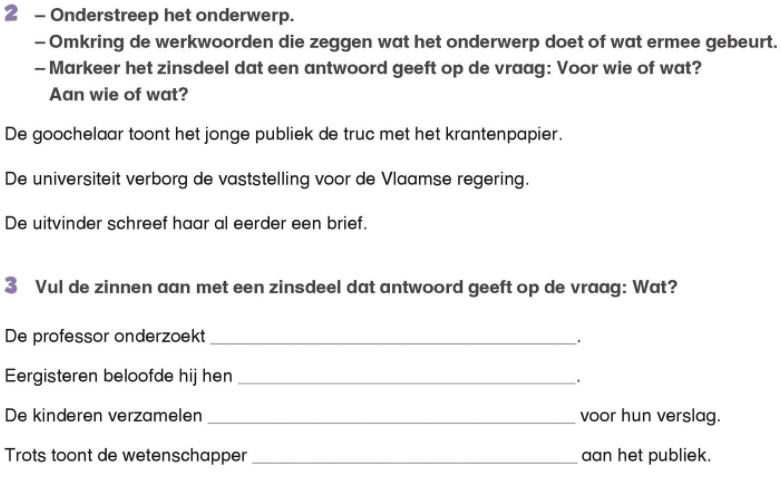 2 – Onderstreep het onderwerp.
– Omkring de werkwoorden die zeggen wat het onderwerp doet of wat ermee gebeurt.
– Markeer het zinsdeel dat een antwoord geeft op de vraag: Voor wie of wat?
Aan wie of wat?
De goochelaar toont het jonge publiek de truc met het krantenpapier.
De universiteit verborg de vaststelling voor de Vlaamse regering.
De uitvinder schreef haar al eerder een brief.
3 Vul de zinnen aan met een zinsdeel dat antwoord geeft op de vraag: Wat?
De professor onderzoekt ______________________________________.
Eergisteren beloofde hij hen ___________________________________.
De kinderen verzamelen ______________________________________ voor hun verslag.
Trots toont de wetenschapper __________________________________ aan het publiek.